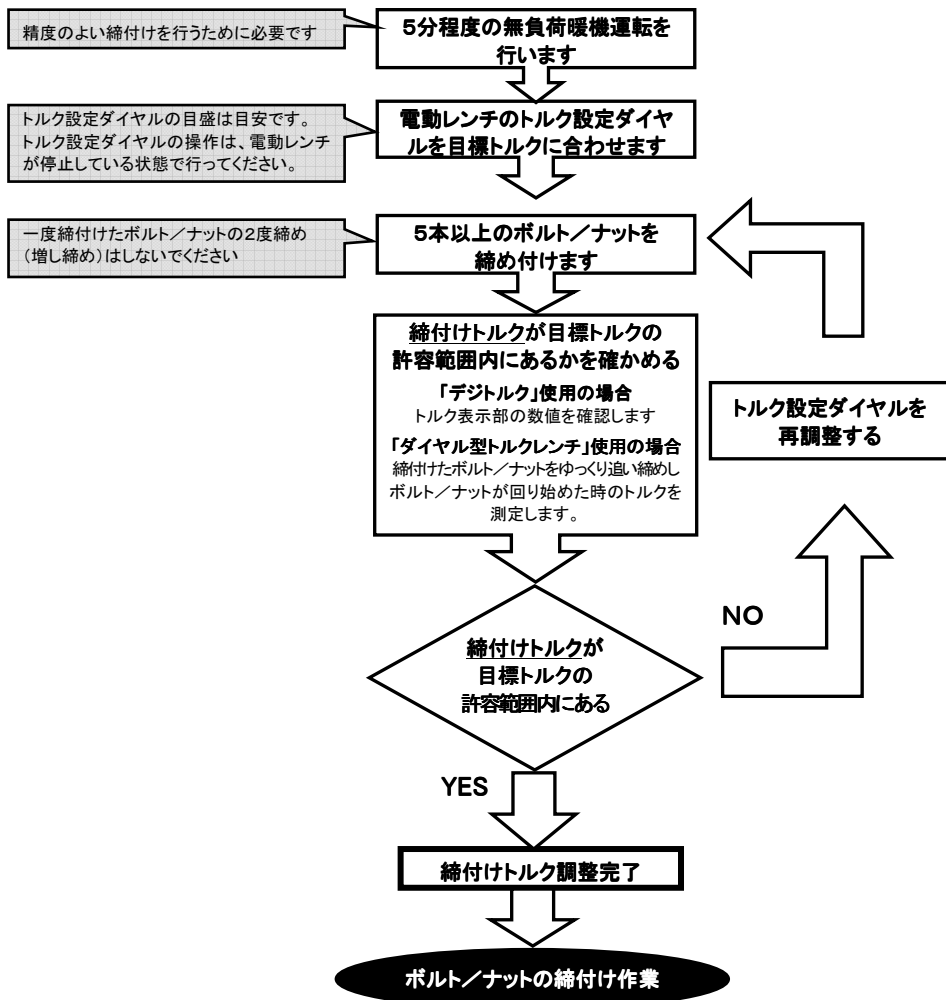 精度のよい締付けを行うために必要です
5分程度の無負荷暖機運転を
行います
トルク設定ダイヤルの目盛は目安です。
トルク設定ダイヤルの操作は、電動レンチ
が停止している状態で行ってください。
電動レンチのトルク設定ダイヤ
ルを目標トルクに合わせます
一度締付けたボルト／ナットの2度締め
（増し締め）はしないでください
5本以上のボルト／ナットを
締め付けます
締付けトルクが目標トルクの
許容範囲内にあるかを確かめる
「デジトルク」使用の場合
トルク表示部の数値を確認します
「ダイヤル型トルクレンチ」使用の場合
締付けたボルト／ナットをゆっくり追い締めし
ボルト／ナットが回り始めた時のトルクを
測定します。
トルク設定ダイヤルを
再調整する
締付けトルクが
目標トルクの
許容範囲内にある
NO
YES
締付けトルク調整完了
ボルト／ナットの締付け作業